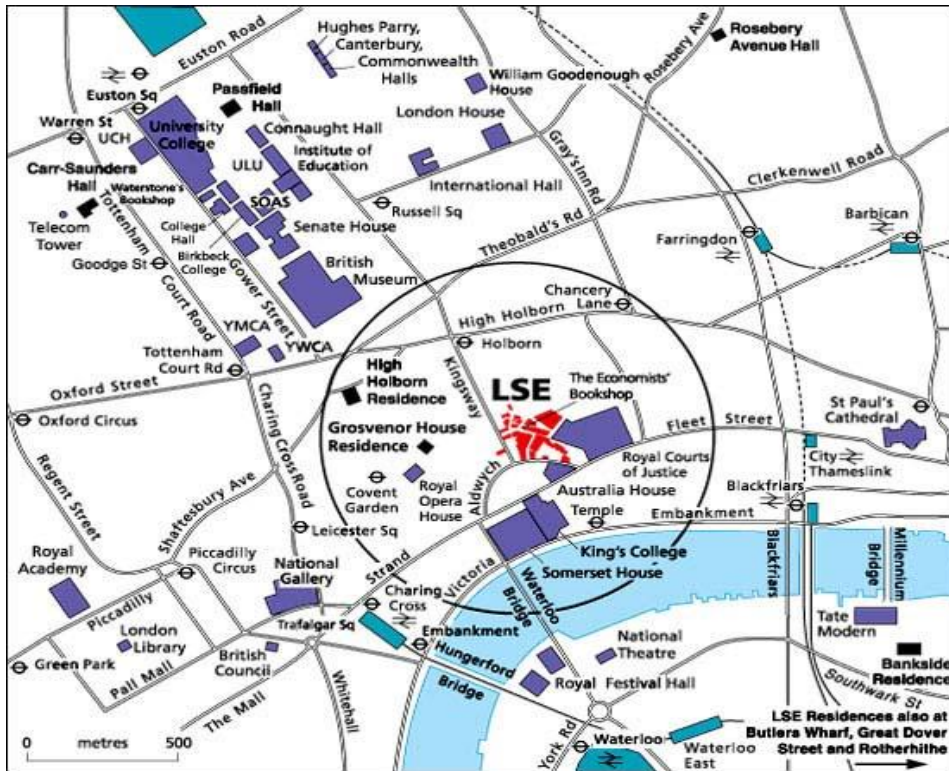 Hughes Parry,
Canterbury,
Commonwealth
Halls
Rosebery
Avenue Hall
Euston Road
Rosebery Ave
William Goodenough
House
Euston Sq
Passfield
Hall
London House
Warren St
UCH
University
College
Connaught Hall
Institute of
Education
ULU
Gray's Inn Rd
Clerkenwell Road
Carr-Saunders
Hall
Waterstone's
Bookshop
International Hall
SOAS
Russell Sq
Barbican
Telecom
Tower
Tottenham
Court Road
College
Hall
Birkbeck
College
Senate House
Theobald's Rd
Farringdon
Goodge St
Gower Street
British
Museum
Chancery
Lane
High Holborn
YMCA
YWCA
Holborn
Tottenham
Court Rd
Oxford Street
High
Holborn
Residence
Kingsway
LSE
The Economists'
Bookshop
St Paul's
Cathedral
Oxford Circus
Charing Cross Road
Grosvenor House
Residence
Fleet Street
Royal Courts
of Justice
City
Thameslink
Regent Street
Shaftesbury Ave
Covent
Garden
Royal
Opera
House
Aldwych
Australia House
Blackfriars
Leicester Sq
Temple
Embankment
Royal
Academy
Piccadilly
Circus
National
Gallery
Strand
Victoria
King's College
Somerset House
Blackfriars
Bridge
Millennium
Bridge
Piccadilly
Charing
Cross
Waterloo
Bridge
Trafalgar Sq
Tate
Modern
London
Library
Embankment
National
Theatre
Green Park
Pall Mall
British
Council
Hungerford
Bridge
Bankside
Residence
The Mall
Whitehall
Royal Festival Hall
Southwark St
0 metres 500
York Rd
Waterloo
Waterloo
East
LSE Residences also at
Butlers Wharf, Great Dover
Street and Rotherhithe